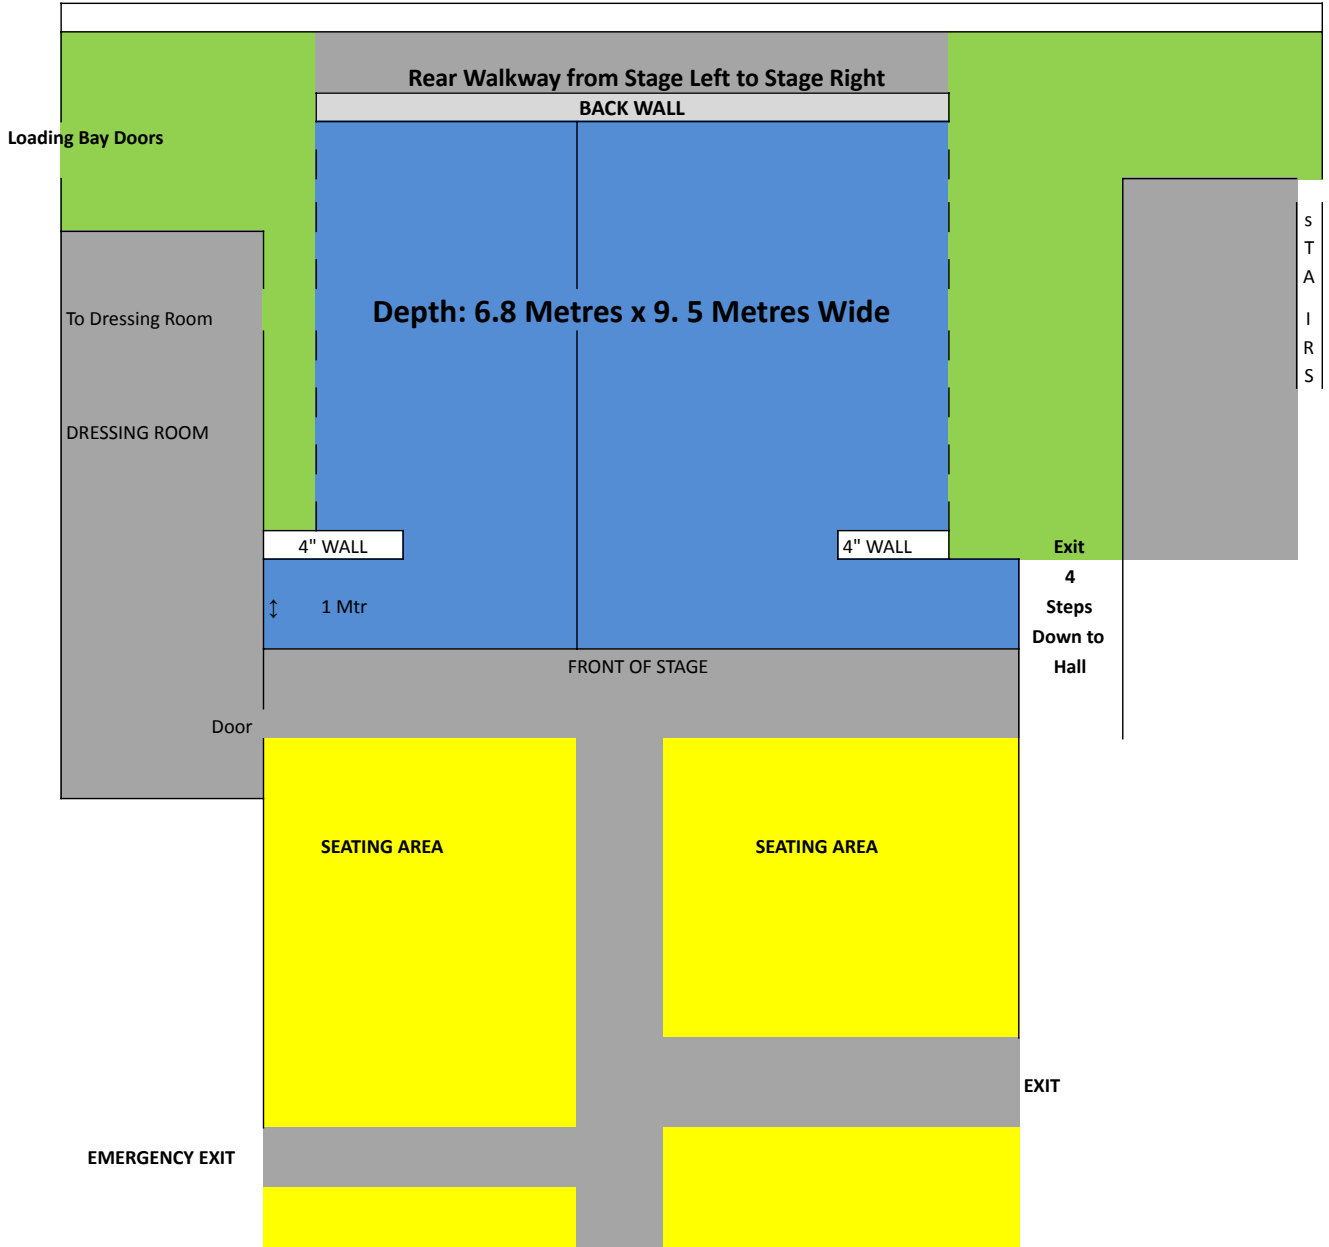 Rear Walkway from Stage Left to Stage Right
BACK WALL
Loading Bay Doors
s
T
A
I
R
S
Depth: 6.8 Metres x 9. 5 Metres Wide
To Dressing Room
DRESSING ROOM
4" WALL
4" WALL
Exit
4
Steps
Down to
Hall
↕ 1 Mtr
FRONT OF STAGE
Door
SEATING AREA
SEATING AREA
EXIT
EMERGENCY EXIT